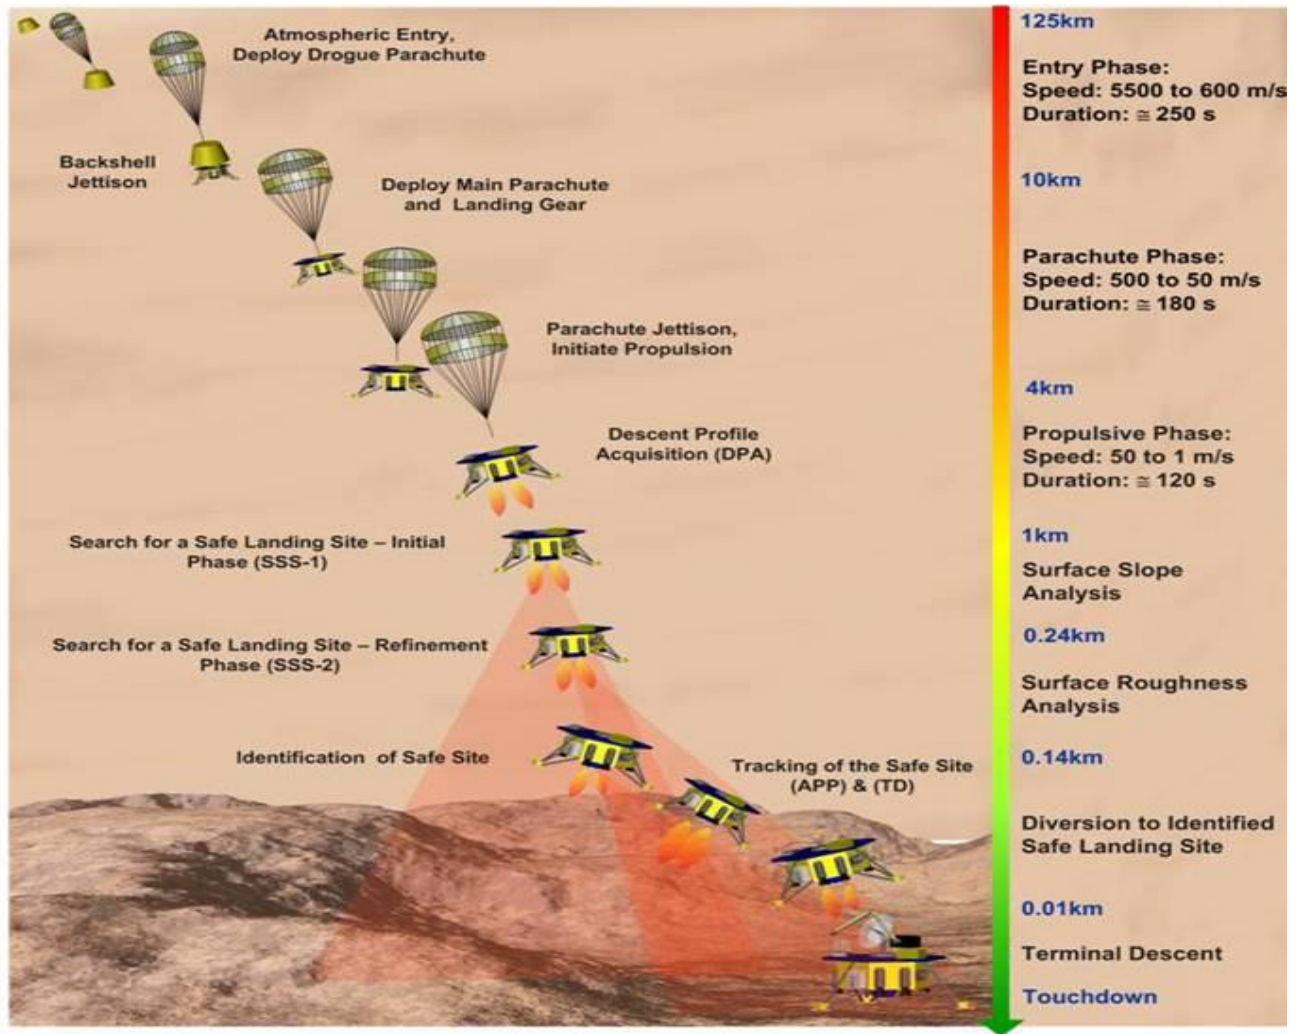 Atmospheric Entry,
Deploy Drogue Parachute
Backshell
Jettison
Deploy Main Parachute
and Landing Gear
Parachute Jettison,
Initiate Propulsion
Descent Profile
Acquisition (DPA)
Search for a Safe Landing Site – Initial
Phase (SSS-1)
Search for a Safe Landing Site – Refinement
Phase (SSS-2)
Identification of Safe Site
Tracking of the Safe Site
(APP) & (TD)
125km
Entry Phase:
Speed: 5500 to 600 m/s
Duration: ≅ 250 s
10km
Parachute Phase:
Speed: 500 to 50 m/s
Duration: ≅ 180 s
4km
Propulsive Phase:
Speed: 50 to 1 m/s
Duration: ≅ 120 s
1km
Surface Slope
Analysis
0.24km
Surface Roughness
Analysis
0.14km
Diversion to Identified
Safe Landing Site
0.01km
Terminal Descent
Touchdown